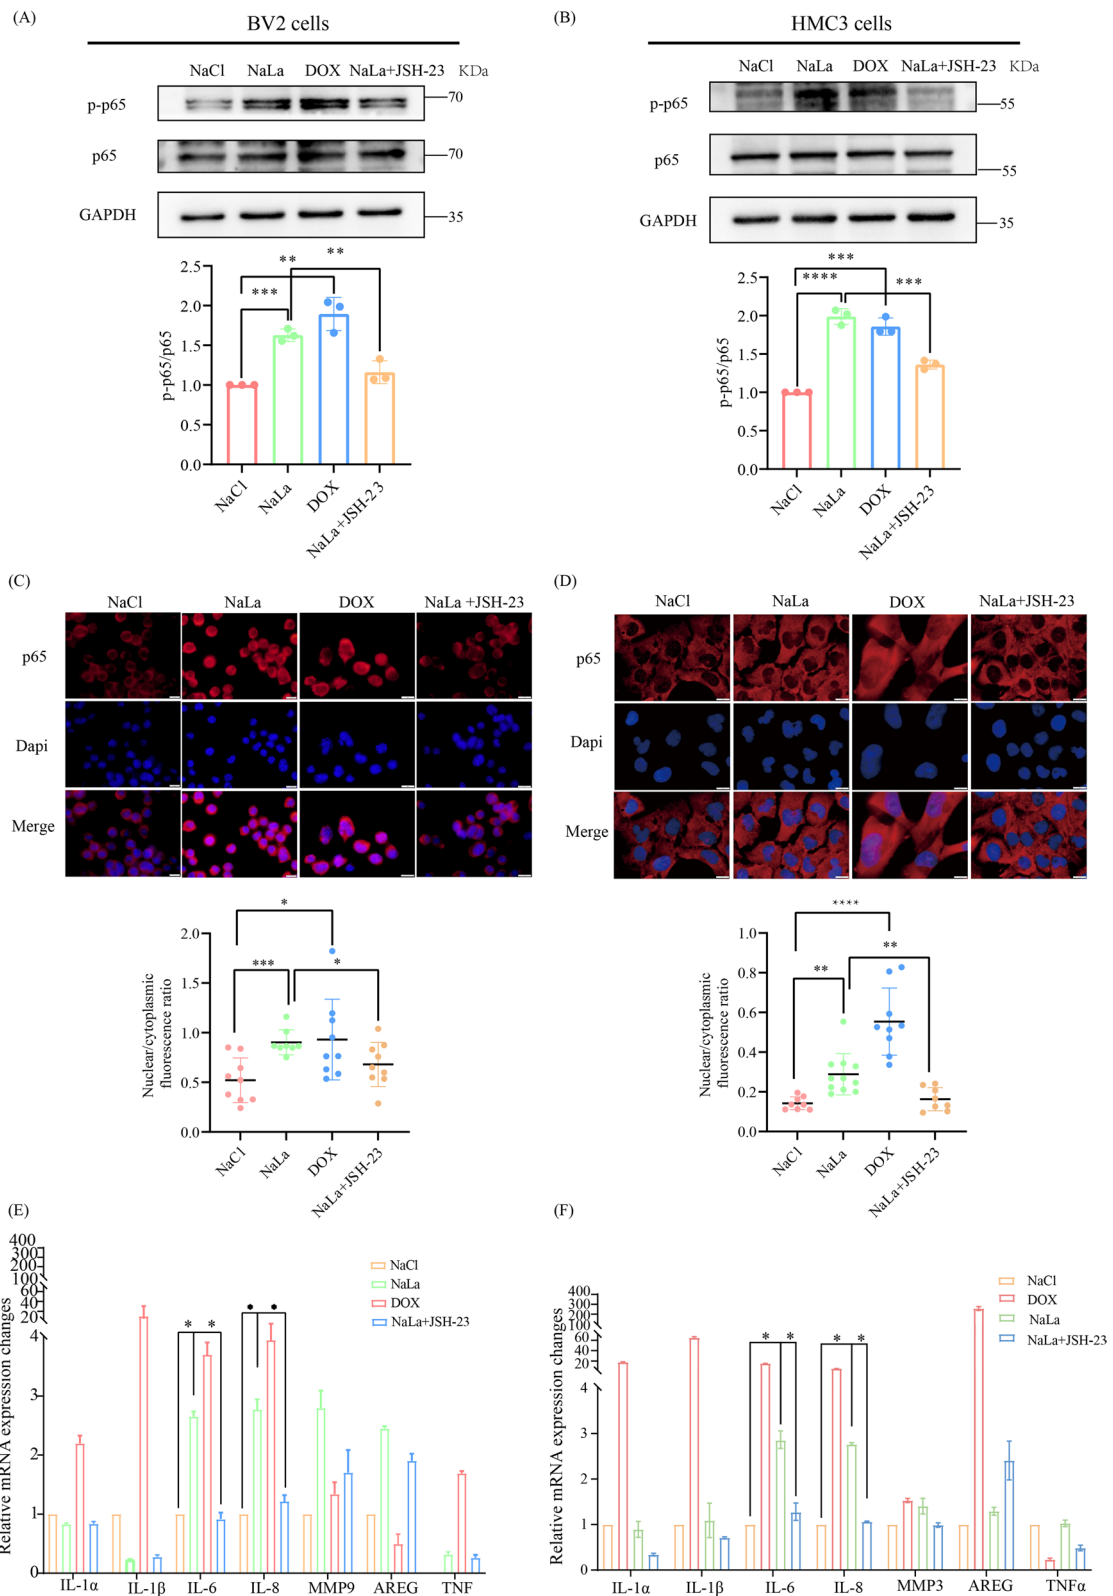 (A)
BV2 cells
NaCl NaLa DOX NaLa+JSH-23 KDa
p-p65
70
p65
70
GAPDH
35
** **
***
2.5
2.0
1.5
1.0
0.5
0.0
p-p65/p65
NaCl
NaLa
DOX
NaLa+JSH-23
(B)
HMC3 cells
NaCl NaLa DOX NaLa+JSH-23 KDa
p-p65
55
p65
55
GAPDH
35
***
**** ***
2.5
2.0
1.5
1.0
0.5
0.0
p-p65/p65
NaCl
NaLa
DOX
NaLa+JSH-23
(C)
NaCl NaLa DOX NaLa +JSH-23
p65
Dapi
Merge
*
*** *
2.0
1.5
1.0
0.5
0.0
Nuclear/cytoplasmic
fluorescence ratio
NaCl
NaLa
DOX
NaLa+JSH-23
(D)
NaCl NaLa DOX NaLa+JSH-23
p65
Dapi
Merge
****
** **
1.0
0.8
0.6
0.4
0.2
0.0
Nuclear/cytoplasmic
fluorescence ratio
NaCl
NaLa
DOX
NaLa+JSH-23
(E)
400
300
200
100
60
40
20
4
3
2
1
0
Relative mRNA expression changes
NaCl
NaLa
DOX
NaLa+JSH-23
* * * *
IL-1α IL-1β IL-6 IL-8 MMP9 AREG TNF
(F)
400
300
200
100
60
40
20
4
3
2
1
0
Relative mRNA expression changes
NaCl
DOX
NaLa
NaLa+JSH-23
* * * *
IL-1α IL-1β IL-6 IL-8 MMP3 AREG TNFα